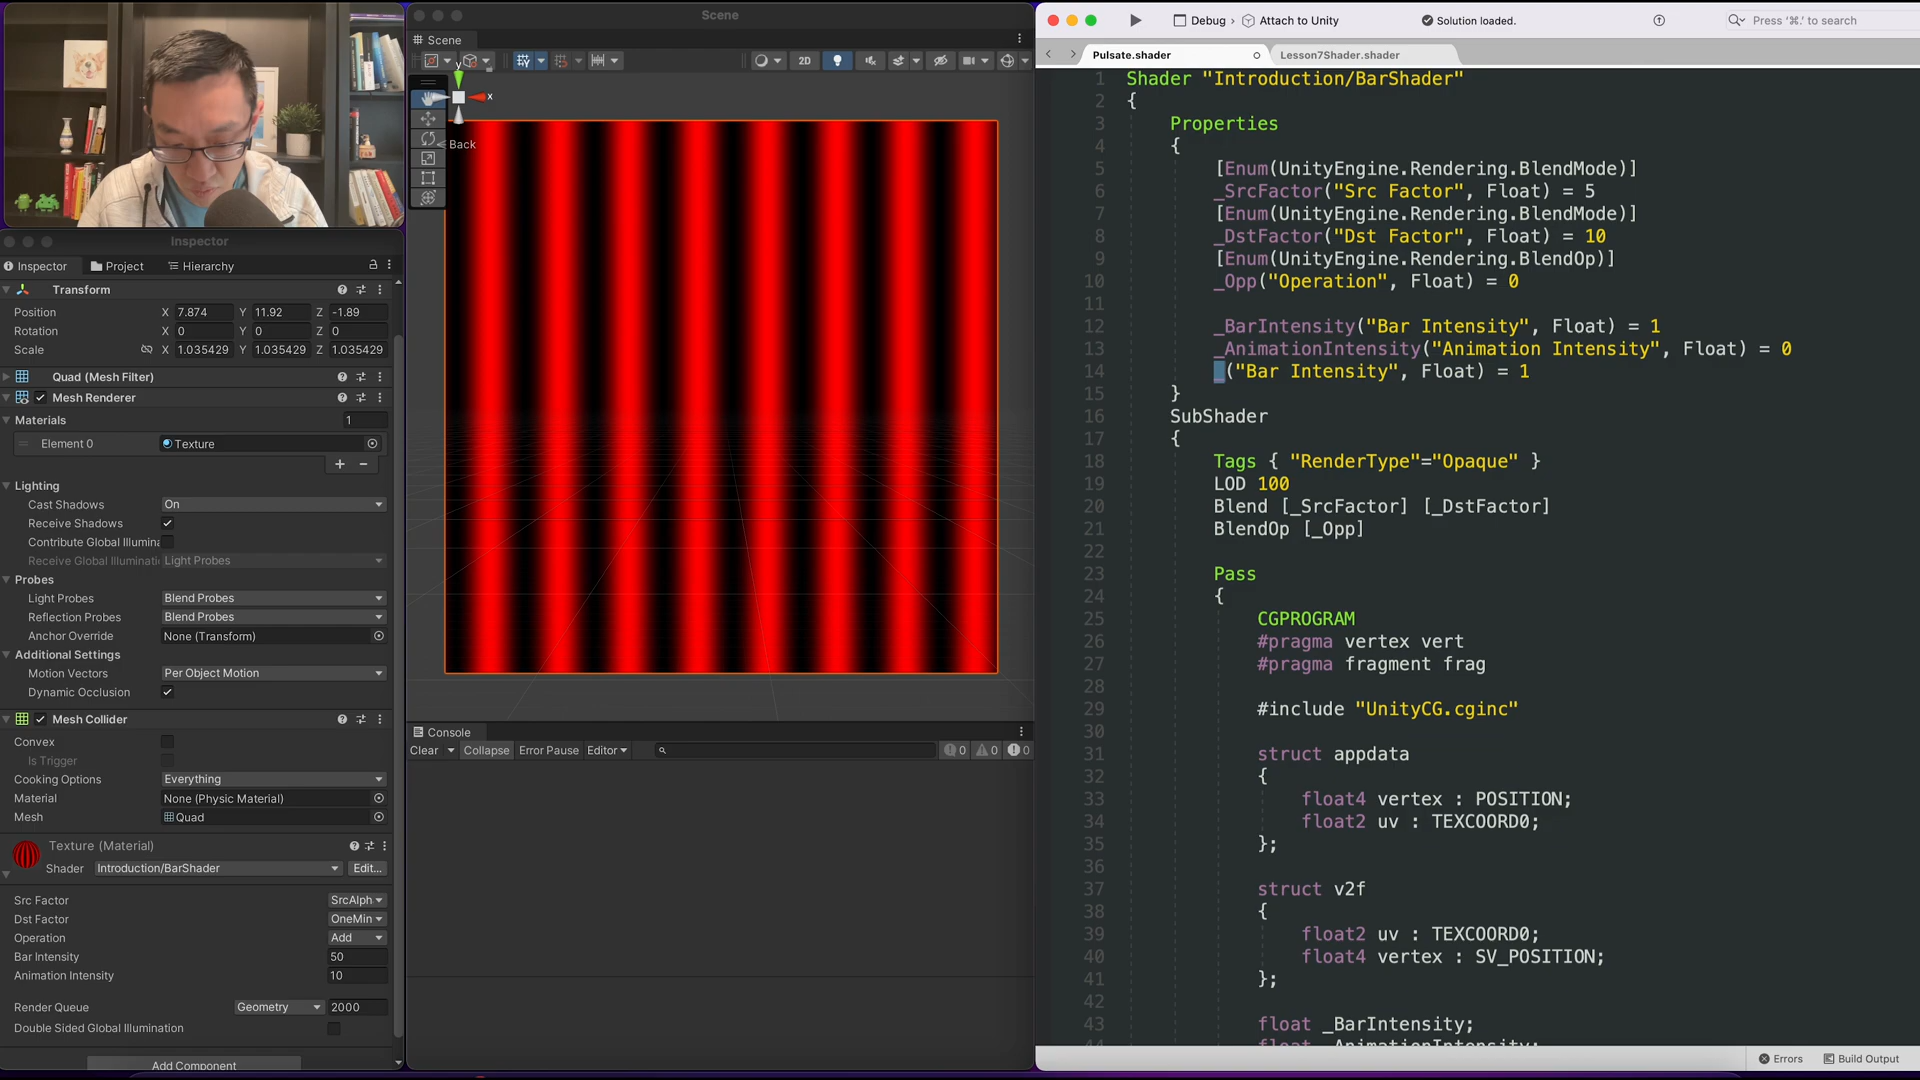 Inspector
Inspector
Project
Hierarchy
Transform
Position X 7.874 Y 11.92 Z -1.89
Rotation X 0 Y 0 Z 0
Scale X 1.035429 Y 1.035429 Z 1.035429
Quad (Mesh Filter)
Mesh Renderer
Materials 1
Element 0 Texture
+ −
Lighting
Cast Shadows On
Receive Shadows
Contribute Global Illumina
Receive Global Illuminati Light Probes
Probes
Light Probes Blend Probes
Reflection Probes Blend Probes
Anchor Override None (Transform)
Additional Settings
Motion Vectors Per Object Motion
Dynamic Occlusion
Mesh Collider
Convex
Is Trigger
Cooking Options Everything
Material None (Physic Material)
Mesh Quad
Texture (Material)
Shader Introduction/BarShader Edit...
Src Factor SrcAlph
Dst Factor OneMin
Operation Add
Bar Intensity 50
Animation Intensity 10
Render Queue Geometry 2000
Double Sided Global Illumination
Add Component
Scene
Scene
2D
y
x
Back
Console
Clear Collapse Error Pause Editor 0 0 0
Debug › Attach to Unity
Solution loaded.
Press ‘⌘.’ to search
Pulsate.shader
Lesson7Shader.shader
1 Shader "Introduction/BarShader"
2 {
3 Properties
4 {
5 [Enum(UnityEngine.Rendering.BlendMode)]
6 _SrcFactor("Src Factor", Float) = 5
7 [Enum(UnityEngine.Rendering.BlendMode)]
8 _DstFactor("Dst Factor", Float) = 10
9 [Enum(UnityEngine.Rendering.BlendOp)]
10 _Opp("Operation", Float) = 0
11
12 _BarIntensity("Bar Intensity", Float) = 1
13 _AnimationIntensity("Animation Intensity", Float) = 0
14 _("Bar Intensity", Float) = 1
15 }
16 SubShader
17 {
18 Tags { "RenderType"="Opaque" }
19 LOD 100
20 Blend [_SrcFactor] [_DstFactor]
21 BlendOp [_Opp]
22
23 Pass
24 {
25 CGPROGRAM
26 #pragma vertex vert
27 #pragma fragment frag
28
29 #include "UnityCG.cginc"
30
31 struct appdata
32 {
33 float4 vertex : POSITION;
34 float2 uv : TEXCOORD0;
35 };
36
37 struct v2f
38 {
39 float2 uv : TEXCOORD0;
40 float4 vertex : SV_POSITION;
41 };
42
43 float _BarIntensity;
44 float _AnimationIntensity;
Errors
Build Output